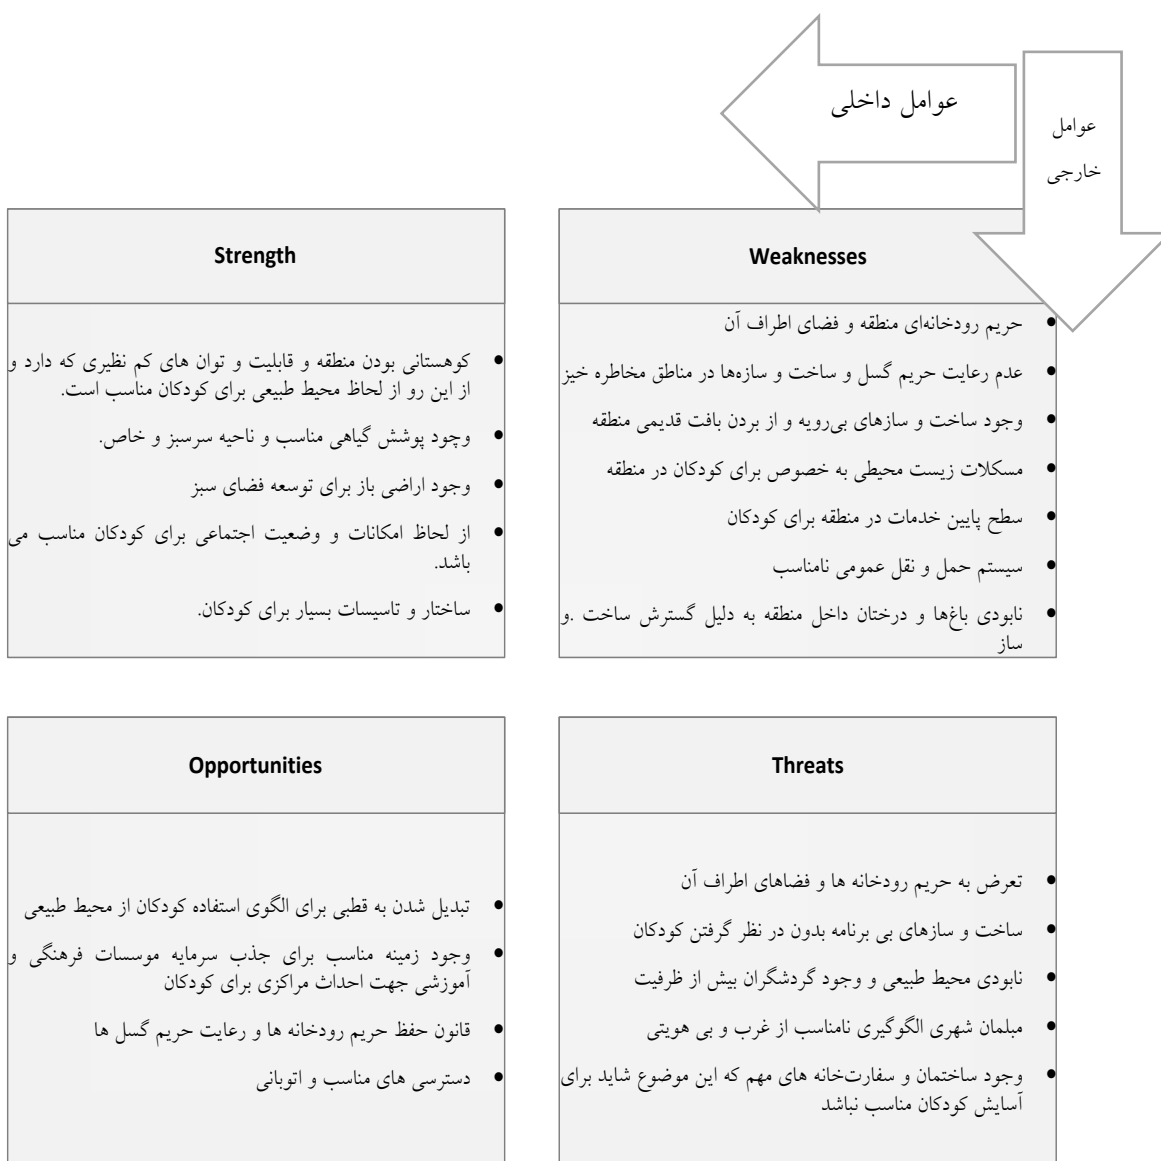 عوامل داخلی
عوامل
خارجی
Strength
• کوهستانی بودن منطقه و قابلیت و توان های کم نظیری که دارد و
از این رو از لحاظ محیط طبیعی برای کودکان مناسب است.
• وچود پوشش گیاهی مناسب و ناحیه سرسبز و خاص.
• وجود اراضی باز برای توسعه فضای سبز
• از لحاظ امکانات و وضعیت اجتماعی برای کودکان مناسب می
باشد.
• ساختار و تاسیسات بسیار برای کودکان.
Weaknesses
• حریم رودخانه‌ای منطقه و فضای اطراف آن
• عدم رعایت حریم گسل و ساخت و سازه‌ها در مناطق مخاطره خیز
• وجود ساخت و سازهای بی‌رویه و از بردن بافت قدیمی منطقه
• مسکلات زیست محیطی به خصوص برای کودکان در منطقه
• سطح پایین خدمات در منطقه برای کودکان
• سیستم حمل و نقل عمومی نامناسب
• نابودی باغ‌ها و درختان داخل منطقه به دلیل گسترش ساخت .و
ساز
Opportunities
• تبدیل شدن به قطبی برای الگوی استفاده کودکان از محیط طبیعی
• وجود زمینه مناسب برای جذب سرمایه موسسات فرهنگی و
آموزشی جهت احداث مراکزی برای کودکان
• قانون حفظ حریم رودخانه ها و رعایت حریم گسل ها
• دسترسی های مناسب و اتوبانی
Threats
• تعرض به حریم رودخانه ها و فضاهای اطراف آن
• ساخت و سازهای بی برنامه بدون در نظر گرفتن کودکان
• نابودی محیط طبیعی و وجود گردشگران بیش از ظرفیت
• مبلمان شهری الگوگیری نامناسب از غرب و بی هویتی
• وجود ساختمان و سفارت‌خانه های مهم که این موضوع شاید برای
آسایش کودکان مناسب نباشد